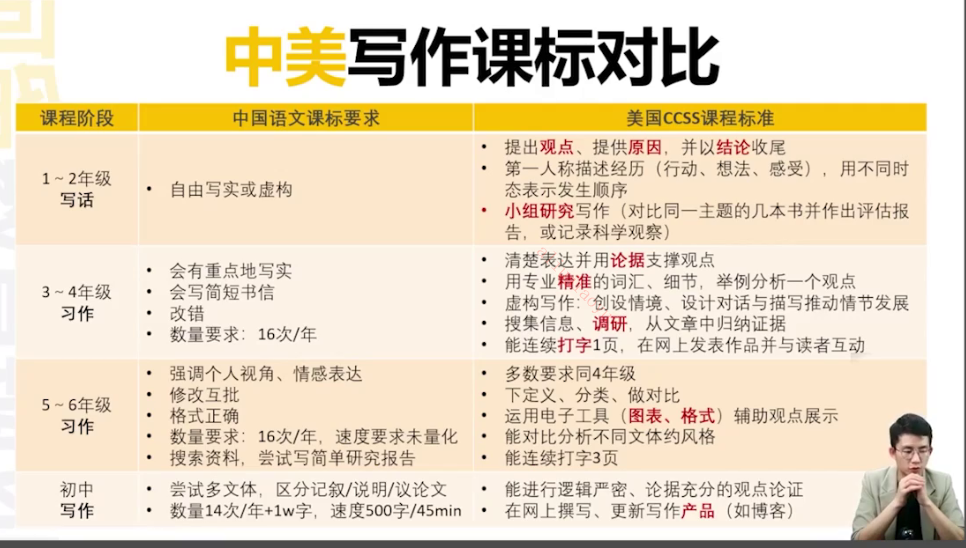 中美写作课标对比
课程阶段
中国语文课标要求
美国CCSS课程标准
1~2年级
写话
• 自由写实或虚构
• 提出观点、提供原因，并以结论收尾
• 第一人称描述经历（行动、想法、感受），用不同时
态表示发生顺序
• 小组研究写作（对比同一主题的几本书并作出评估报
告，或记录科学观察）
3~4年级
习作
• 会有重点地写实
• 会写简短书信
• 改错
• 数量要求：16次/年
• 清楚表达并用论据支撑观点
• 用专业精准的词汇、细节，举例分析一个观点
• 虚构写作：创设情境、设计对话与描写推动情节发展
• 搜集信息、调研，从文章中归纳证据
• 能连续打字1页，在网上发表作品并与读者互动
5~6年级
习作
• 强调个人视角、情感表达
• 修改互批
• 格式正确
• 数量要求：16次/年，速度要求未量化
• 搜索资料，尝试写简单研究报告
• 多数要求同4年级
• 下定义、分类、做对比
• 运用电子工具（图表、格式）辅助观点展示
• 能对比分析不同文体约风格
• 能连续打字3页
初中
写作
• 尝试多文体，区分记叙/说明/议论文
• 数量14次/年+1w字，速度500字/45min
• 能进行逻辑严密、论据充分的观点论证
• 在网上撰写、更新写作产品（如博客）